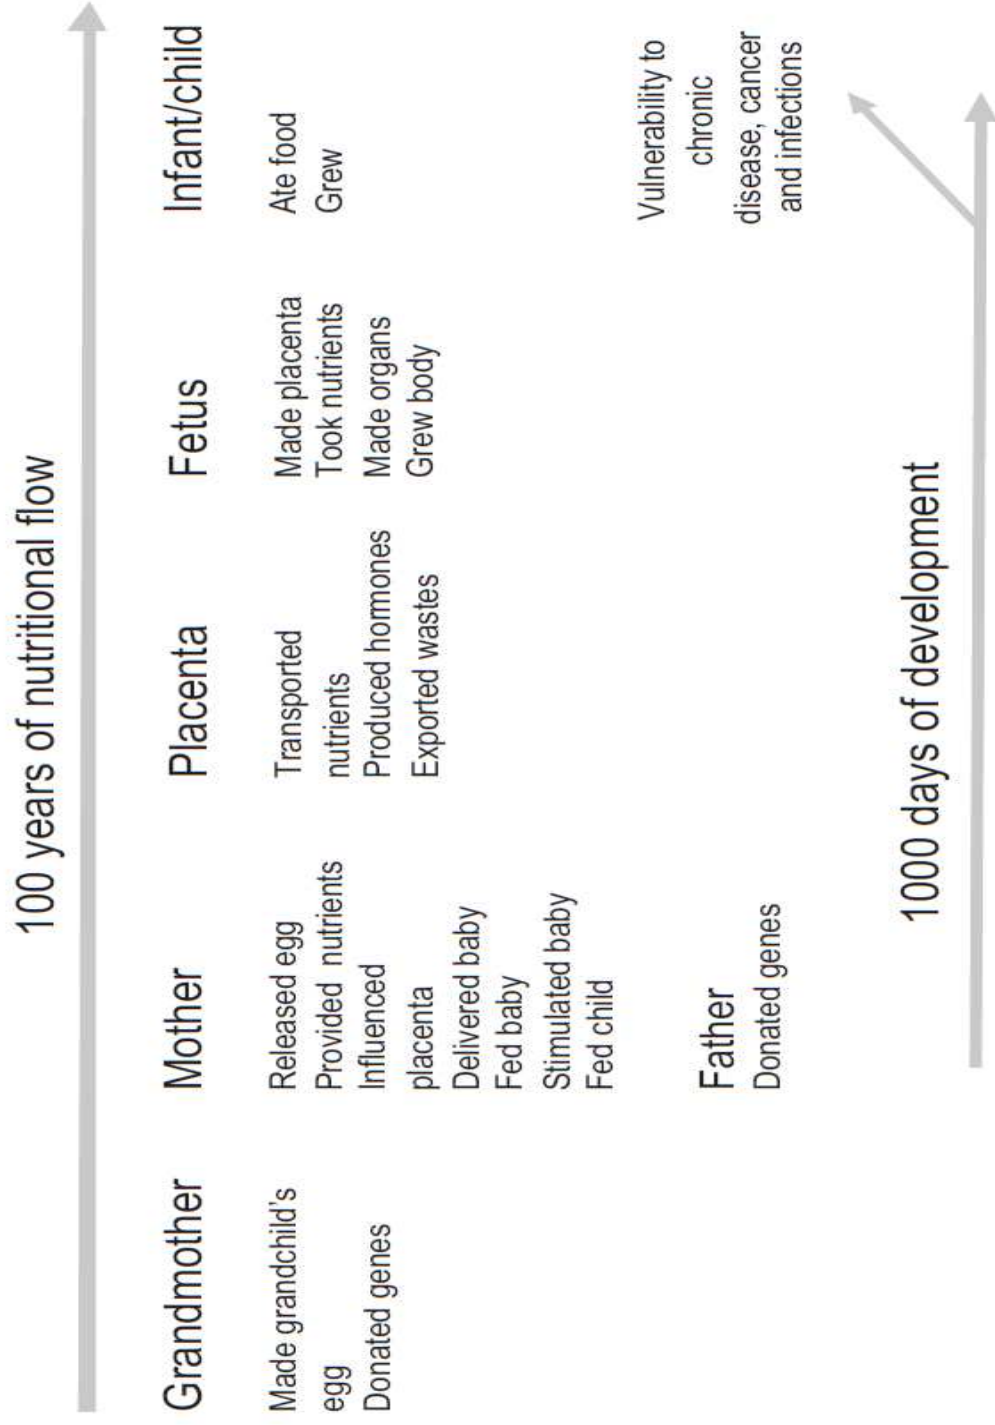 100 years of nutritional flow
Grandmother
Made grandchild's
egg
Donated genes
Mother
Released egg
Provided nutrients
Influenced
placenta
Delivered baby
Fed baby
Stimulated baby
Fed child
Father
Donated genes
Placenta
Transported
nutrients
Produced hormones
Exported wastes
Fetus
Made placenta
Took nutrients
Made organs
Grew body
Infant/child
Ate food
Grew
Vulnerability to
chronic
disease, cancer
and infections
1000 days of development